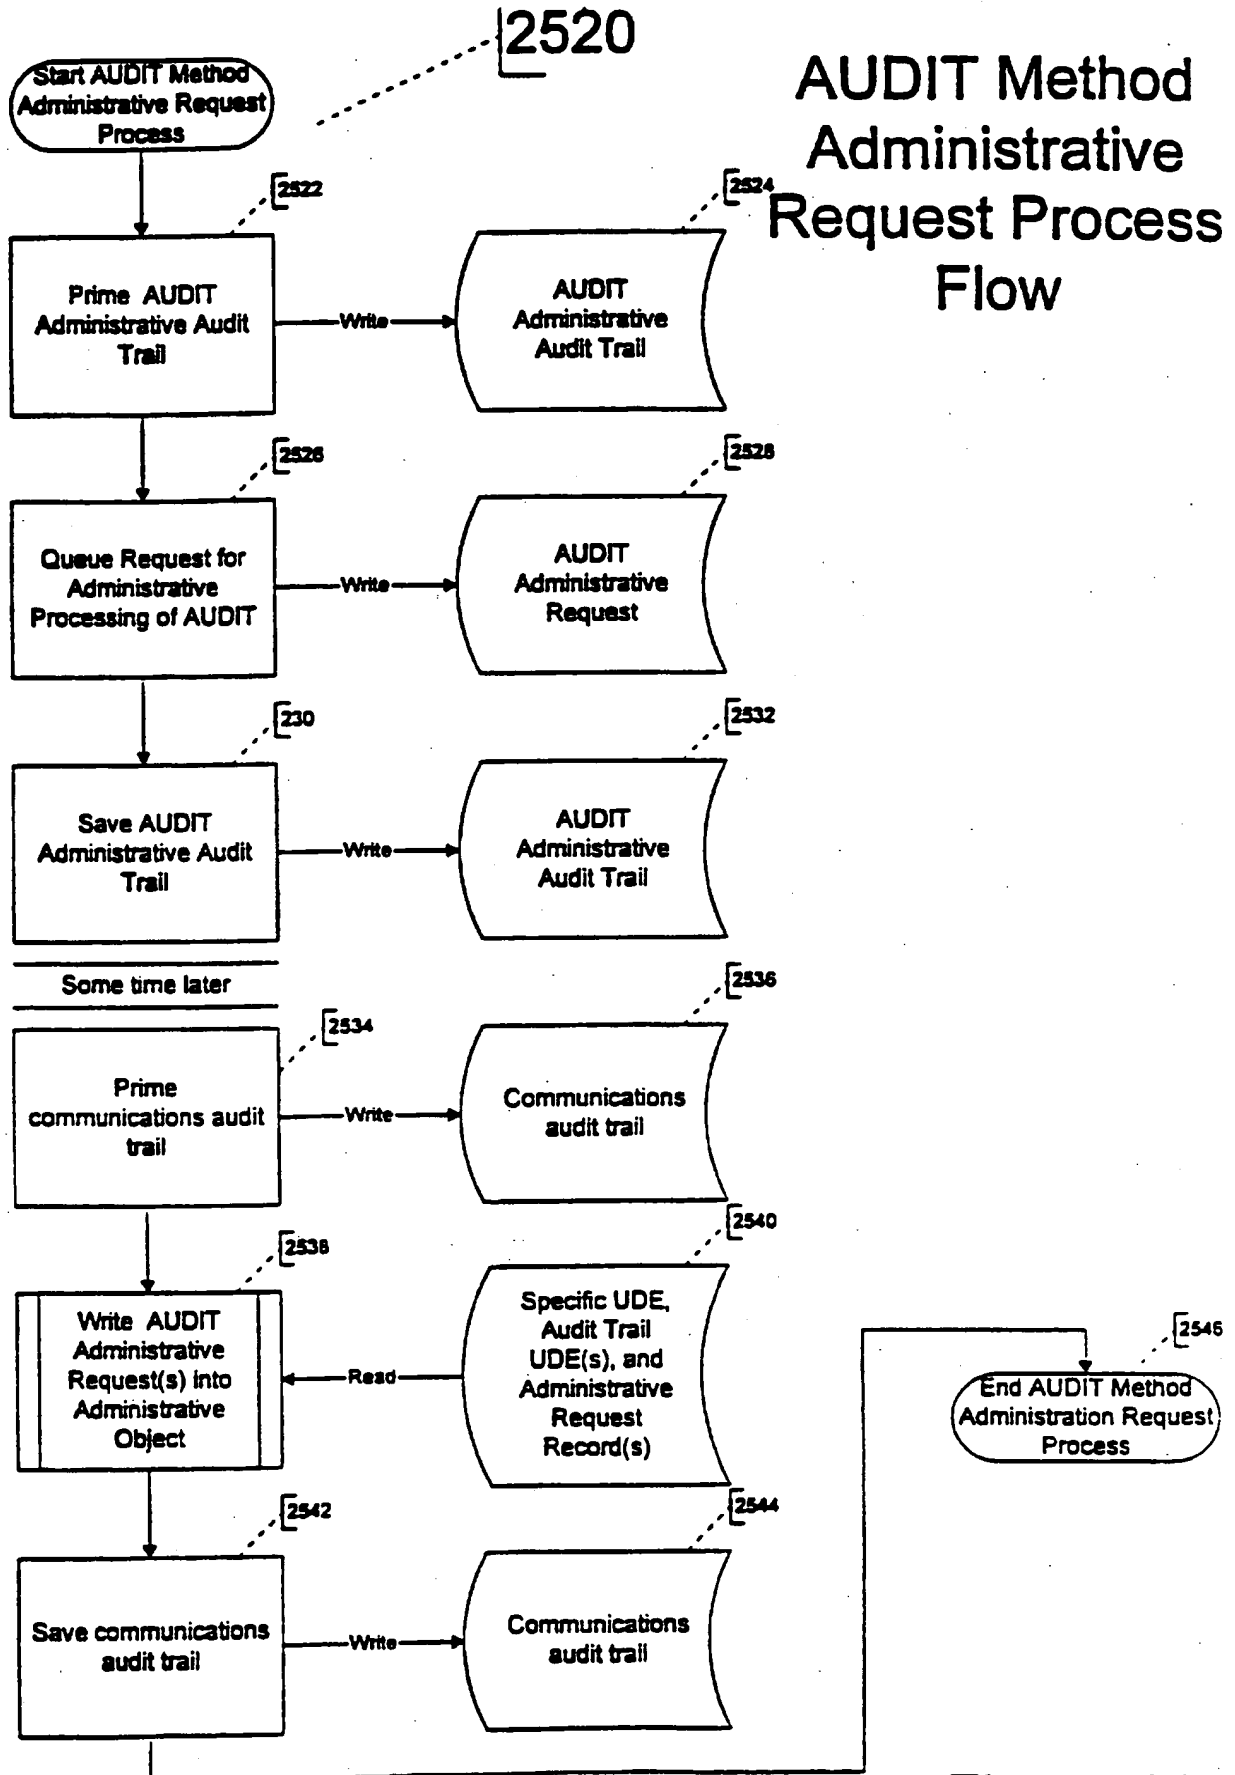 2520
AUDIT Method
Administrative
Request Process
Flow
Start AUDIT Method
Administrative Request
Process
2522
2524
Prime AUDIT
Administrative Audit
Trail
Write
AUDIT
Administrative
Audit Trail
2526
2528
Queue Request for
Administrative
Processing of AUDIT
Write
AUDIT
Administrative
Request
230
2532
Save AUDIT
Administrative Audit
Trail
Write
AUDIT
Administrative
Audit Trail
Some time later
2534
2536
Prime
communications audit
trail
Write
Communications
audit trail
2538
2540
Write AUDIT
Administrative
Request(s) into
Administrative
Object
Read
Specific UDE,
Audit Trail
UDE(s), and
Administrative
Request
Record(s)
2546
End AUDIT Method
Administration Request
Process
2542
2544
Save communications
audit trail
Write
Communications
audit trail